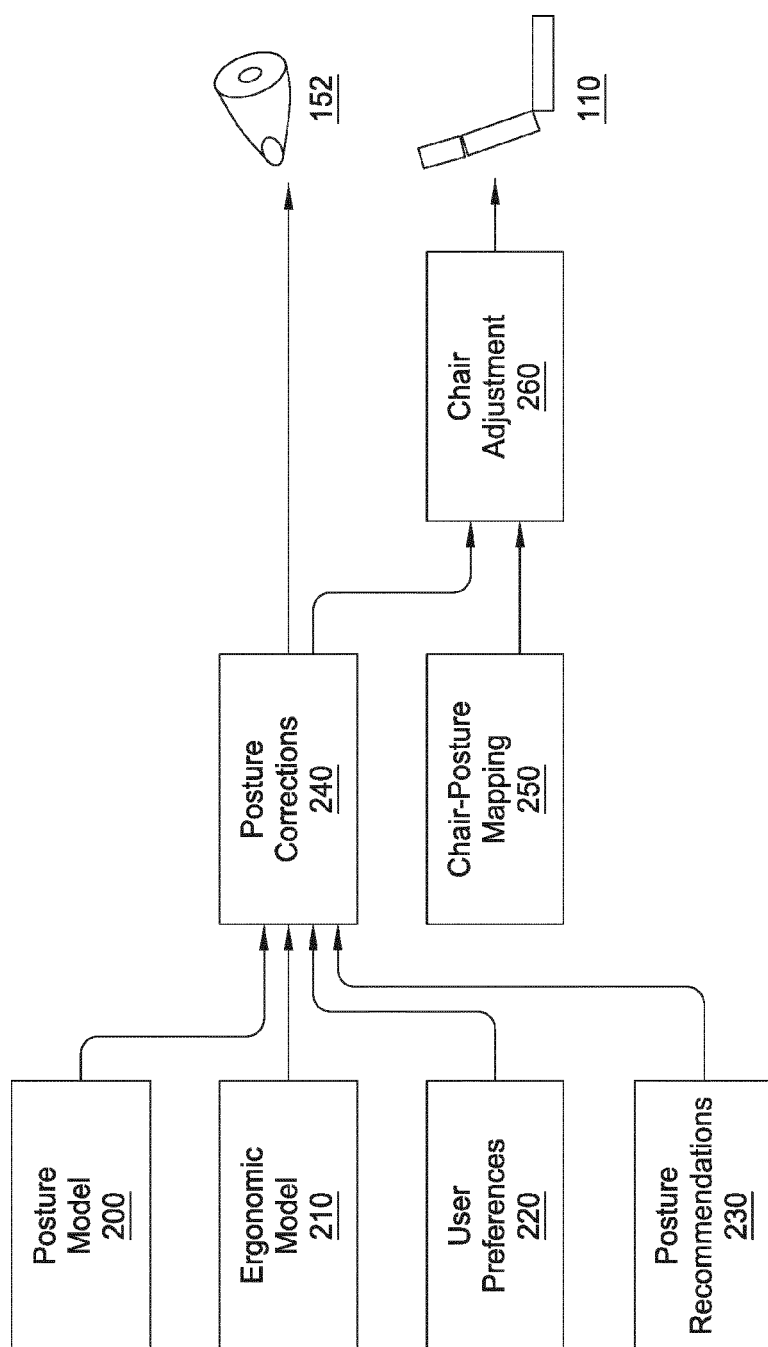 Posture
Model
200
Ergonomic
Model
210
User
Preferences
220
Posture
Recommendations
230
Posture
Corrections
240
Chair-Posture
Mapping
250
Chair
Adjustment
260
152
110